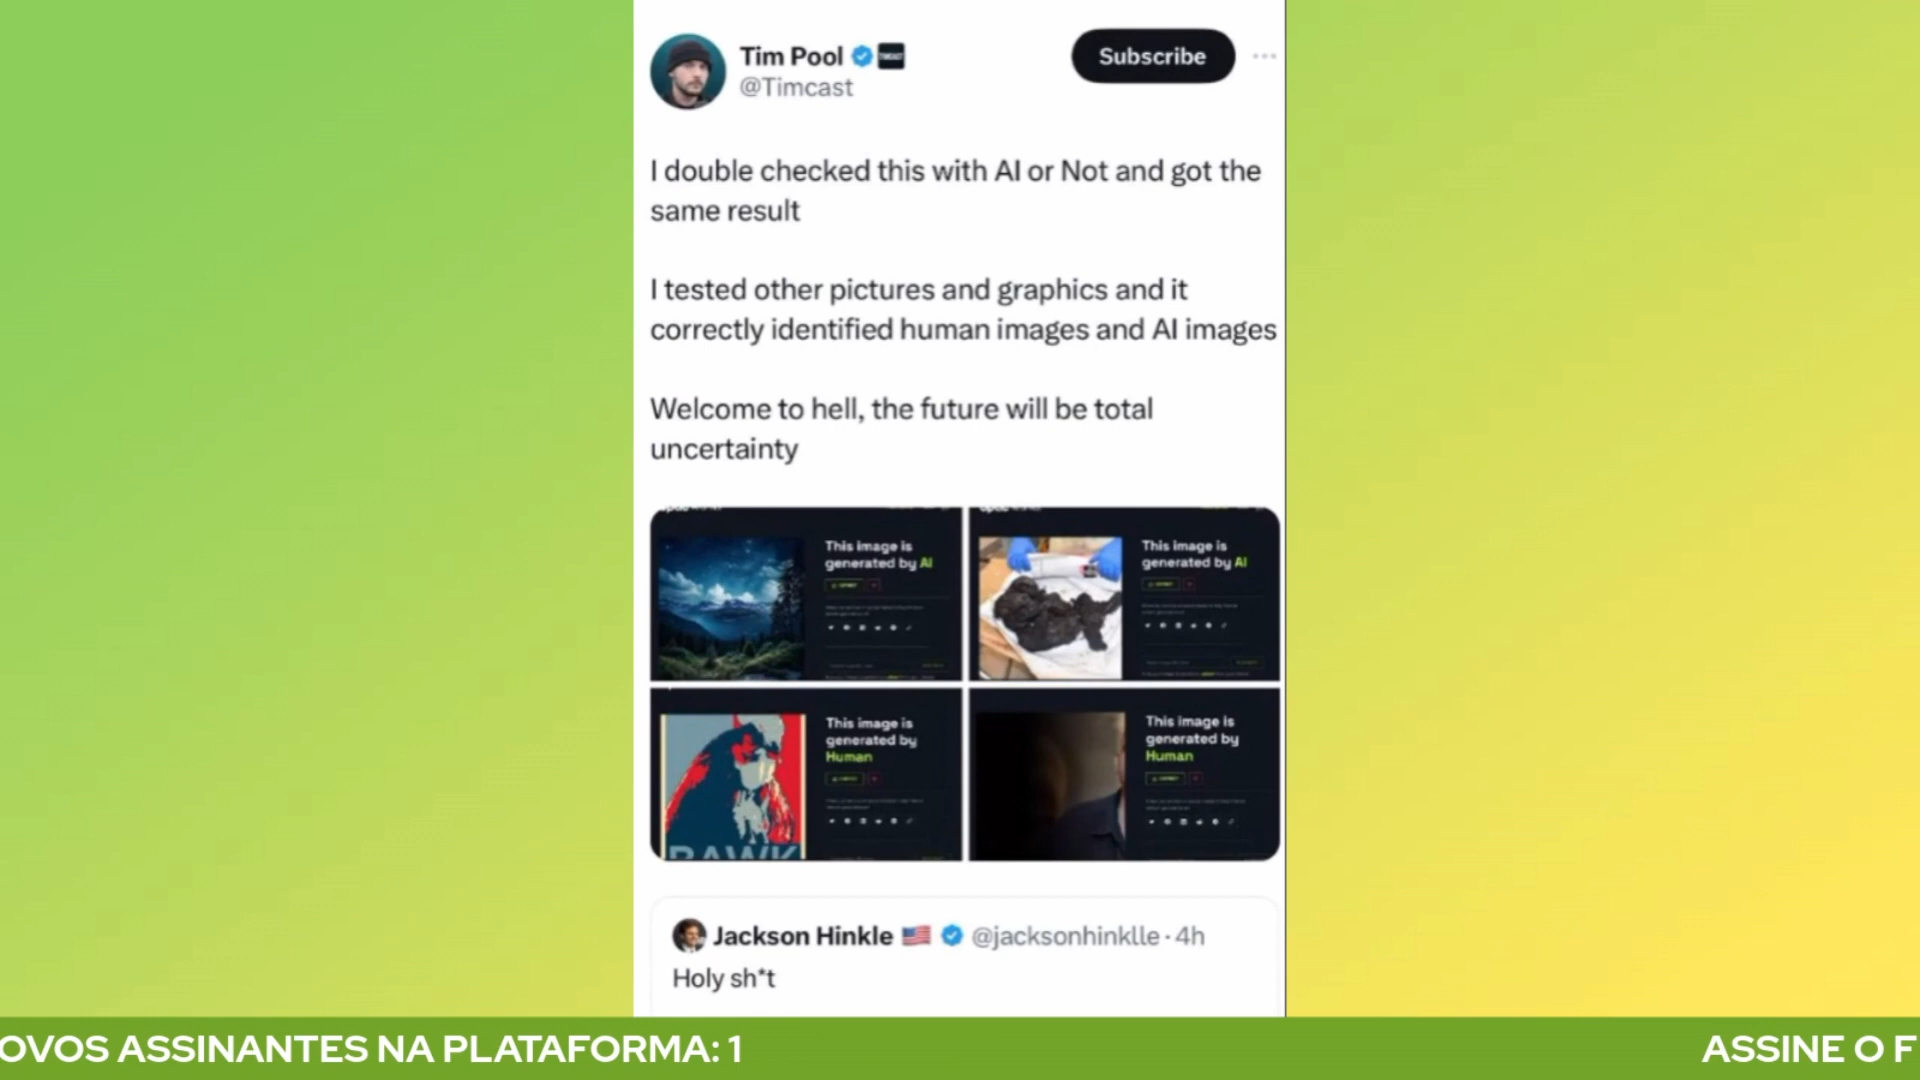 Tim Pool
Subscribe
@Timcast
I double checked this with AI or Not and got the
same result
I tested other pictures and graphics and it
correctly identified human images and AI images
Welcome to hell, the future will be total
uncertainty
This image is
generated by AI
This image is
generated by AI
This image is
generated by
Human
This image is
generated by
Human
Jackson Hinkle @jacksonhinklle · 4h
Holy sh*t
OVOS ASSINANTES NA PLATAFORMA: 1
ASSINE O F